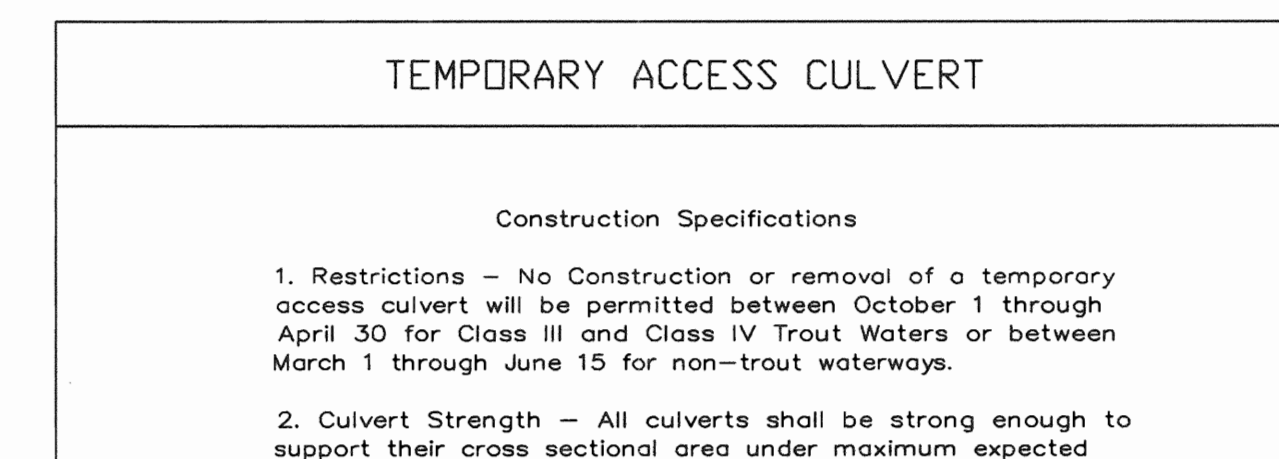 TEMPORARY ACCESS CULVERT
Construction Specifications
1. Restrictions – No Construction or removal of a temporary
access culvert will be permitted between October 1 through
April 30 for Class III and Class IV Trout Waters or between
March 1 through June 15 for non–trout waterways.
2. Culvert Strength – All culverts shall be strong enough to
support their cross sectional area under maximum expected